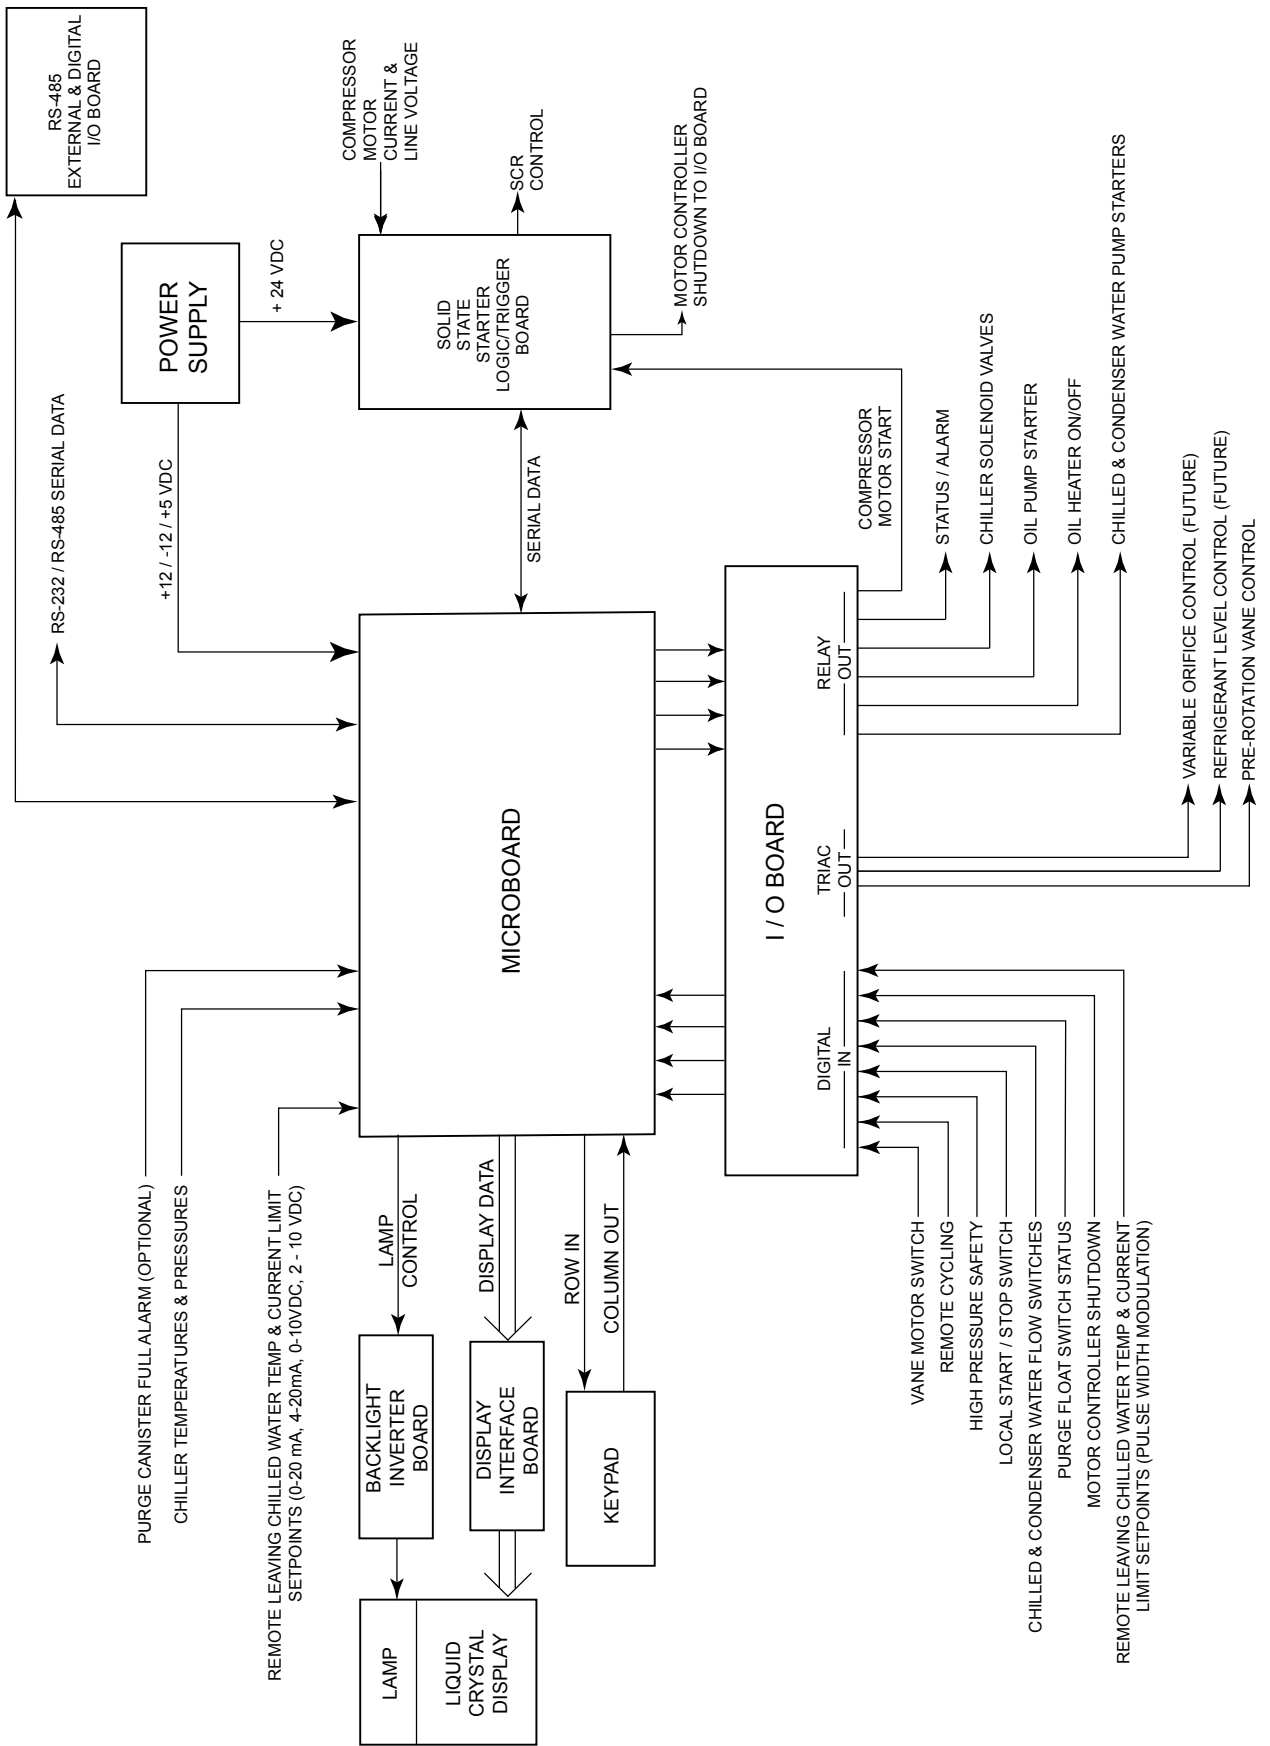 PURGE CANISTER FULL ALARM (OPTIONAL)
CHILLER TEMPERATURES & PRESSURES
REMOTE LEAVING CHILLED WATER TEMP & CURRENT LIMIT
SETPOINTS (0-20 mA, 4-20mA, 0-10VDC, 2 - 10 VDC)
RS-232 / RS-485 SERIAL DATA
RS-485
EXTERNAL & DIGITAL
I/O BOARD
+12 / -12 / +5 VDC
POWER
SUPPLY
+ 24 VDC
COMPRESSOR
MOTOR
CURRENT &
LINE VOLTAGE
LAMP
LIQUID
CRYSTAL
DISPLAY
BACKLIGHT
INVERTER
BOARD
LAMP
CONTROL
DISPLAY
INTERFACE
BOARD
DISPLAY DATA
KEYPAD
ROW IN
COLUMN OUT
MICROBOARD
SERIAL DATA
SOLID
STATE
STARTER
LOGIC/TRIGGER
BOARD
SCR
CONTROL
MOTOR CONTROLLER
SHUTDOWN TO I/O BOARD
I / O BOARD
DIGITAL
IN
TRIAC
OUT
RELAY
OUT
COMPRESSOR
MOTOR START
STATUS / ALARM
CHILLER SOLENOID VALVES
OIL PUMP STARTER
OIL HEATER ON/OFF
CHILLED & CONDENSER WATER PUMP STARTERS
VARIABLE ORIFICE CONTROL (FUTURE)
REFRIGERANT LEVEL CONTROL (FUTURE)
PRE-ROTATION VANE CONTROL
VANE MOTOR SWITCH
REMOTE CYCLING
HIGH PRESSURE SAFETY
LOCAL START / STOP SWITCH
CHILLED & CONDENSER WATER FLOW SWITCHES
PURGE FLOAT SWITCH STATUS
MOTOR CONTROLLER SHUTDOWN
REMOTE LEAVING CHILLED WATER TEMP & CURRENT
LIMIT SETPOINTS (PULSE WIDTH MODULATION)